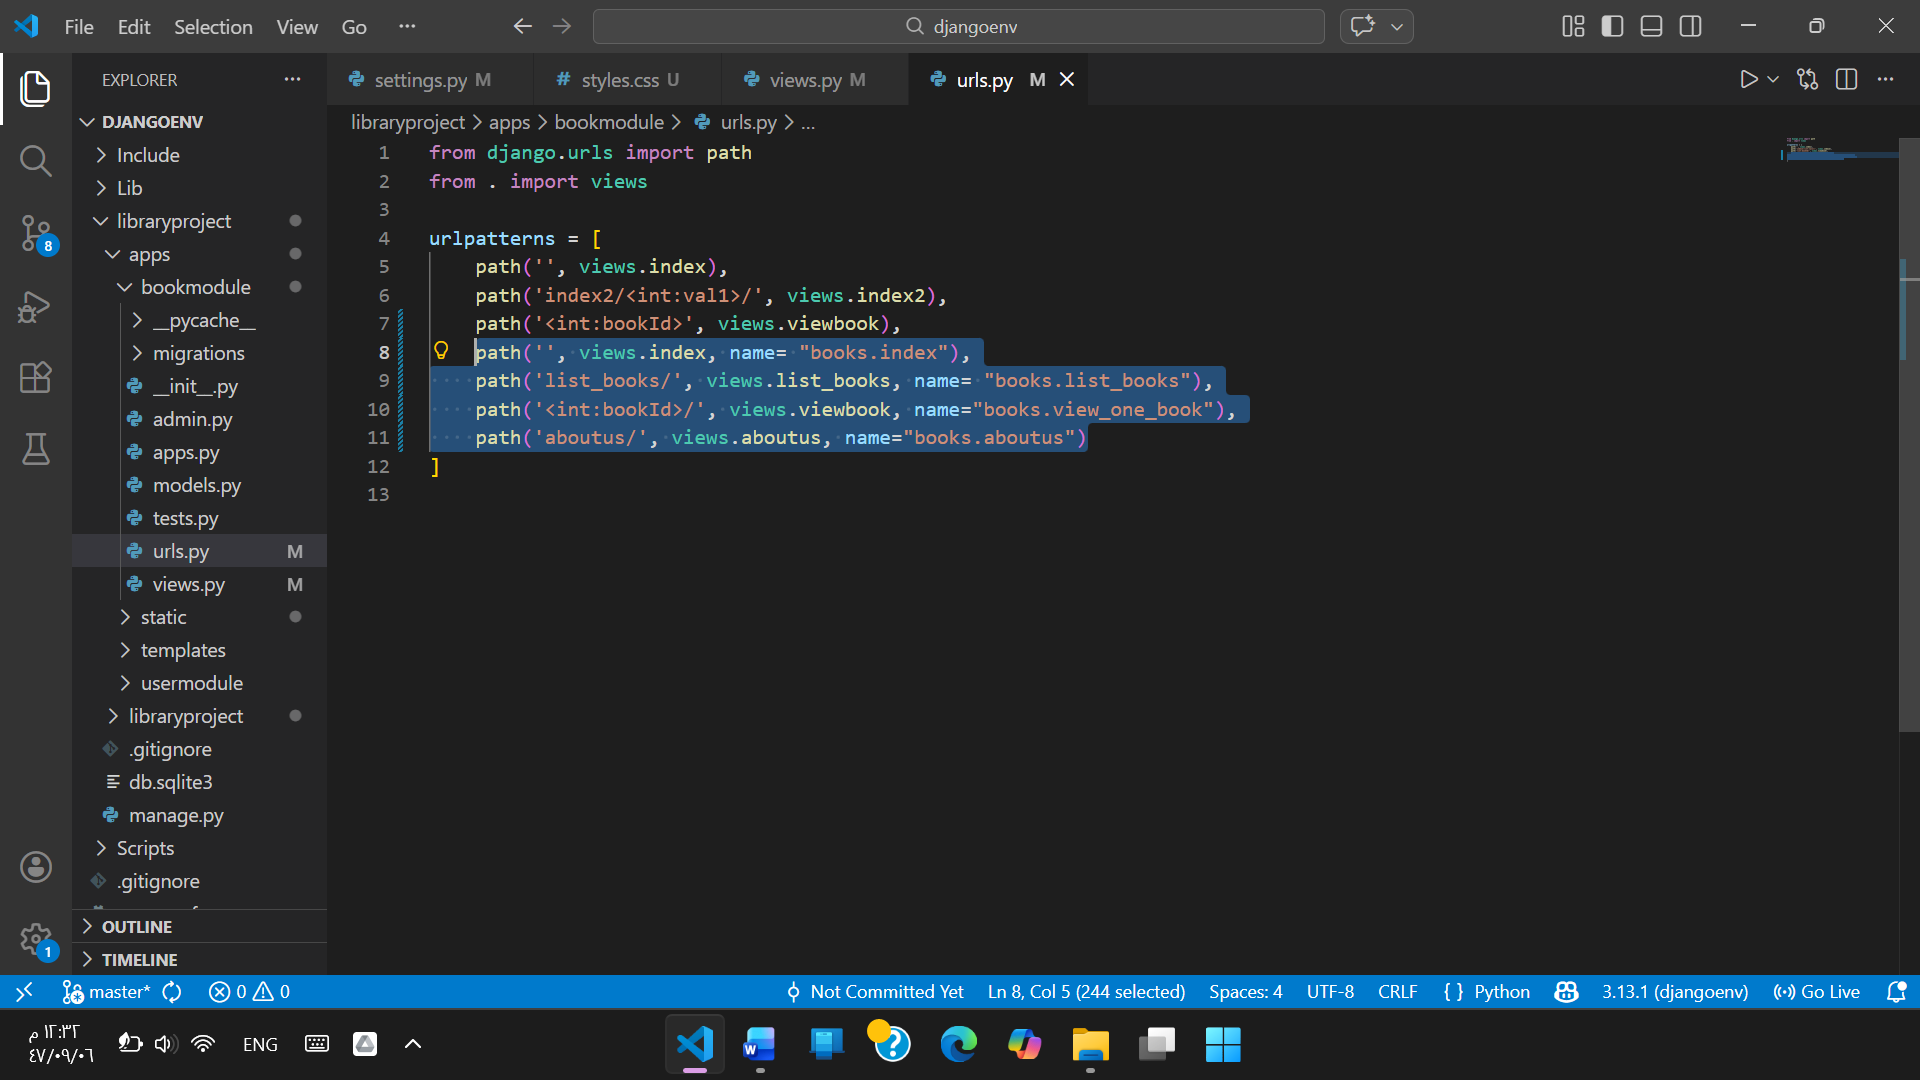 File Edit Selection View Go ··· djangoenv
EXPLORER ···
DJANGOENV
Include
Lib
libraryproject
apps
bookmodule
__pycache__
migrations
__init__.py
admin.py
apps.py
models.py
tests.py
urls.py M
views.py M
static
templates
usermodule
libraryproject
.gitignore
db.sqlite3
manage.py
Scripts
.gitignore
OUTLINE
TIMELINE
8
1
settings.py M # styles.css U views.py M urls.py M
libraryproject > apps > bookmodule > urls.py > ...
1 from django.urls import path
2 from . import views
3
4 urlpatterns = [
5 path('', views.index),
6 path('index2/<int:val1>/', views.index2),
7 path('<int:bookId>', views.viewbook),
8 path('', views.index, name= "books.index"),
9 path('list_books/', views.list_books, name= "books.list_books"),
10 path('<int:bookId>/', views.viewbook, name="books.view_one_book"),
11 path('aboutus/', views.aboutus, name="books.aboutus")
12 ]
13
master* 0 0 Not Committed Yet Ln 8, Col 5 (244 selected) Spaces: 4 UTF-8 CRLF { } Python 3.13.1 (djangoenv) Go Live
١٢:٣٢ م
٤٧/٠٩/٠٦
ENG